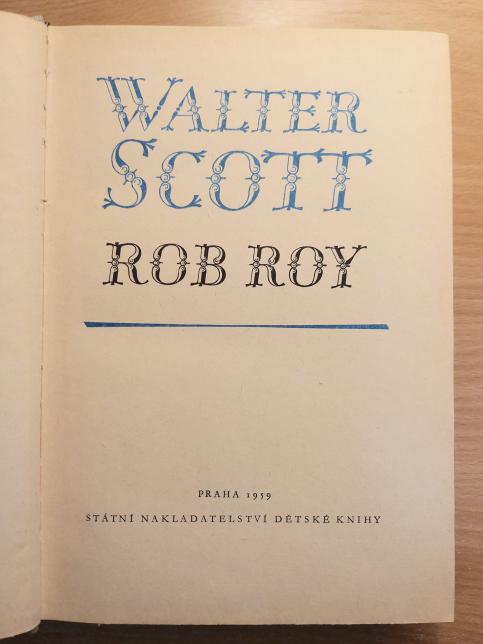 WALTER
SCOTT
ROB ROY
PRAHA 1959
STÁTNÍ NAKLADATELSTVÍ DĚTSKÉ KNIHY